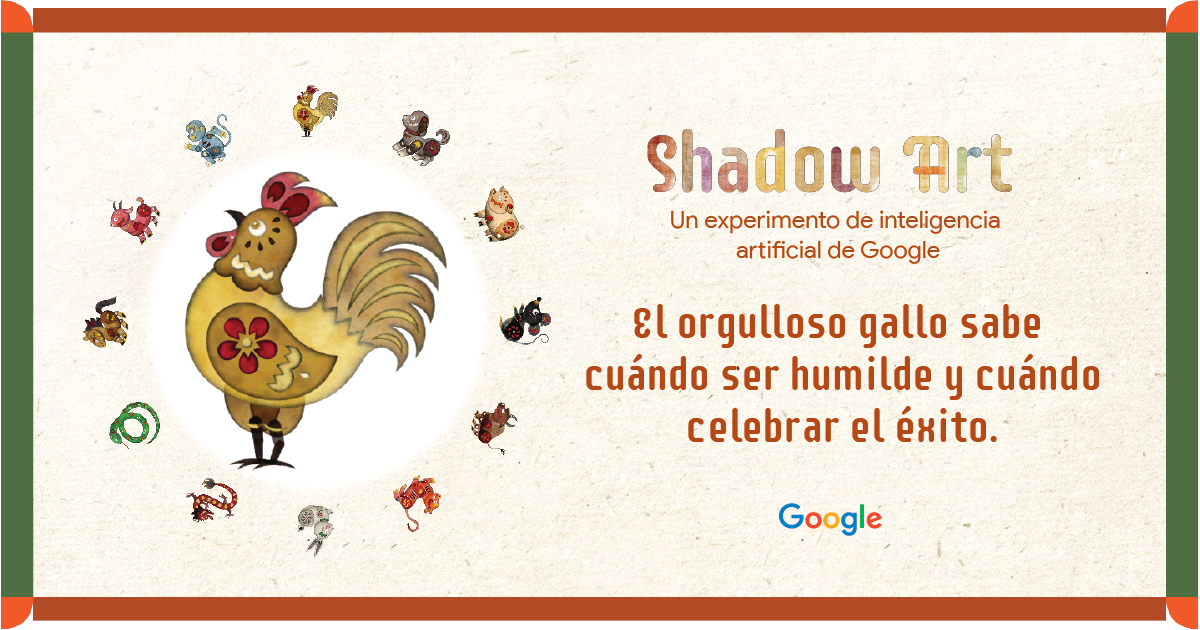 Shadow Art
Un experimento de inteligencia
artificial de Google
El orgulloso gallo sabe
cuándo ser humilde y cuándo
celebrar el éxito.
Google